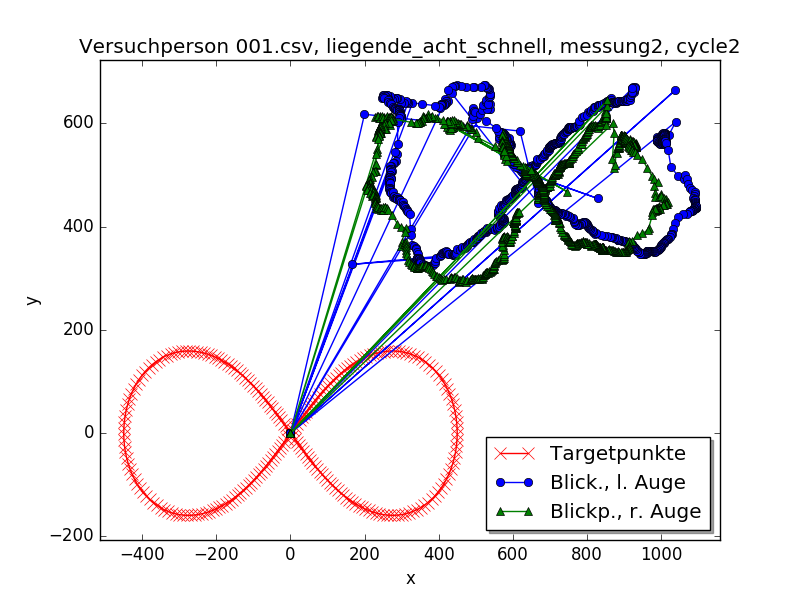 Versuchperson 001.csv, liegende_acht_schnell, messung2, cycle2
y
600
400
200
0
−200
−400
−200
0
200
400
600
800
1000
x
Targetpunkte
Blick., l. Auge
Blickp., r. Auge